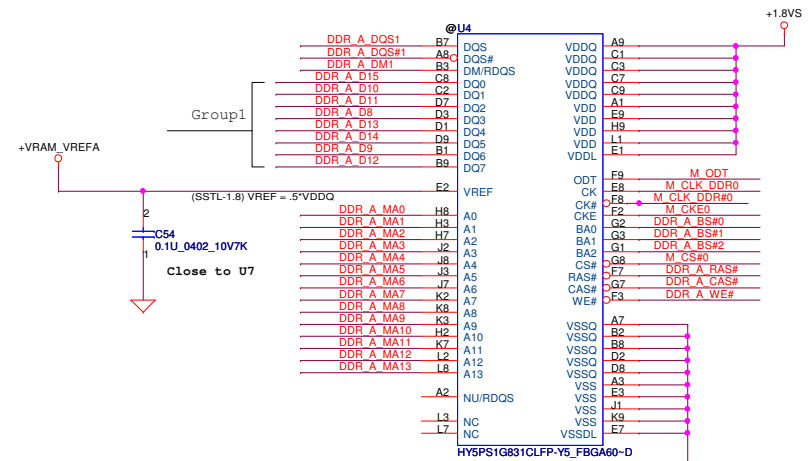 +1.8VS
@U4
DDR_A_DQS1 B7 DQS VDDQ A9
DDR_A_DQS#1 A8 DQS# VDDQ C1
DDR_A_DM1 B3 DM/RDQS VDDQ C3
DDR_A_D15 C8 DQ0 VDDQ C7
DDR_A_D10 C2 DQ1 VDDQ C9
DDR_A_D11 D7 DQ2 VDD A1
DDR_A_D8 D3 DQ3 VDD E9
DDR_A_D13 D1 DQ4 VDD H9
DDR_A_D14 D9 DQ5 VDD L1
DDR_A_D9 B1 DQ6 VDDL E1
DDR_A_D12 B9 DQ7
Group1
+VRAM_VREFA
ODT F9 M_ODT
E2 VREF CK E8 M_CLK_DDR0
(SSTL-1.8) VREF = .5*VDDQ
CK# F8 M_CLK_DDR#0
CKE F2 M_CKE0
DDR_A_MA0 H8 A0 BA0 G2 DDR_A_BS#0
DDR_A_MA1 H3 A1 BA1 G3 DDR_A_BS#1
DDR_A_MA2 H7 A2 BA2 G1 DDR_A_BS#2
DDR_A_MA3 J2 A3 CS# G8 M_CS#0
DDR_A_MA4 J8 A4 RAS# F7 DDR_A_RAS#
DDR_A_MA5 J3 A5 CAS# G7 DDR_A_CAS#
DDR_A_MA6 J7 A6 WE# F3 DDR_A_WE#
DDR_A_MA7 K2 A7
DDR_A_MA8 K8 A8 VSSQ A7
DDR_A_MA9 K3 A9 VSSQ B2
DDR_A_MA10 H2 A10 VSSQ B8
DDR_A_MA11 K7 A11 VSSQ D2
DDR_A_MA12 L2 A12 VSSQ D8
DDR_A_MA13 L8 A13 VSS A3
2
C54
0.1U_0402_10V7K
1
Close to U7
A2 NU/RDQS VSS E3
VSS J1
L3 NC VSS K9
L7 NC VSSDL E7
HY5PS1G831CLFP-Y5_FBGA60~D